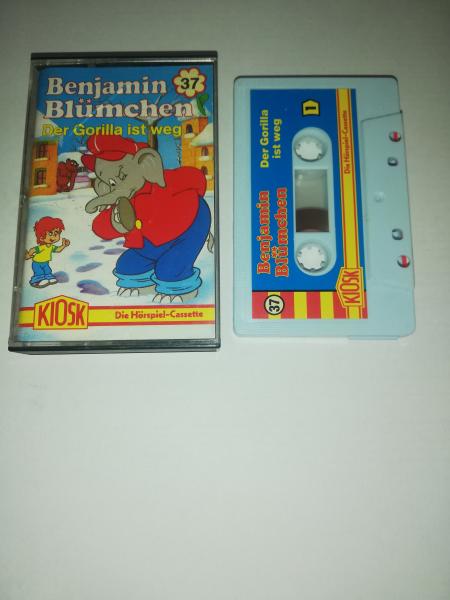 Benjamin
Blümchen
37
Der Gorilla ist weg
KIOSK
Die Hörspiel-Cassette
1
Der Gorilla
ist weg
Benjamin
Blümchen
37
Die Hörspiel-Cassette
KIOSK